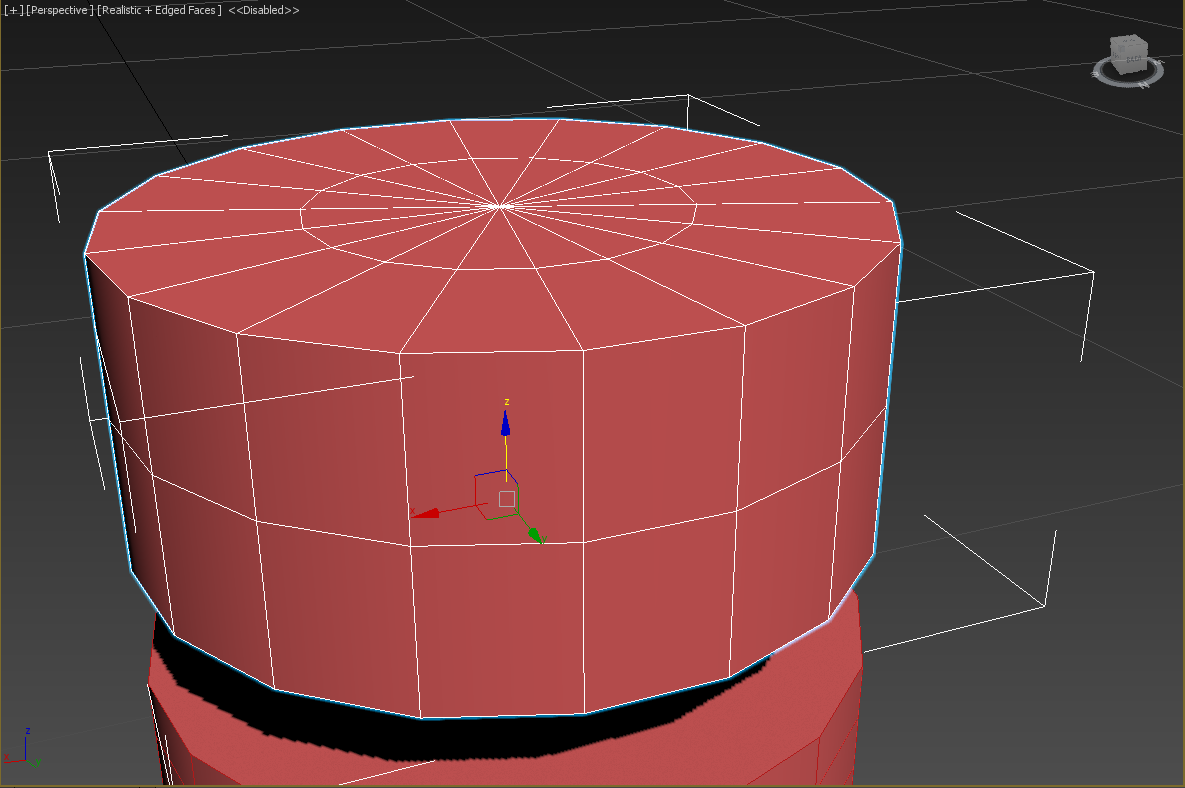 [+] [Perspective ] [Realistic + Edged Faces ] <<Disabled>>
z
x
y
z
x
y